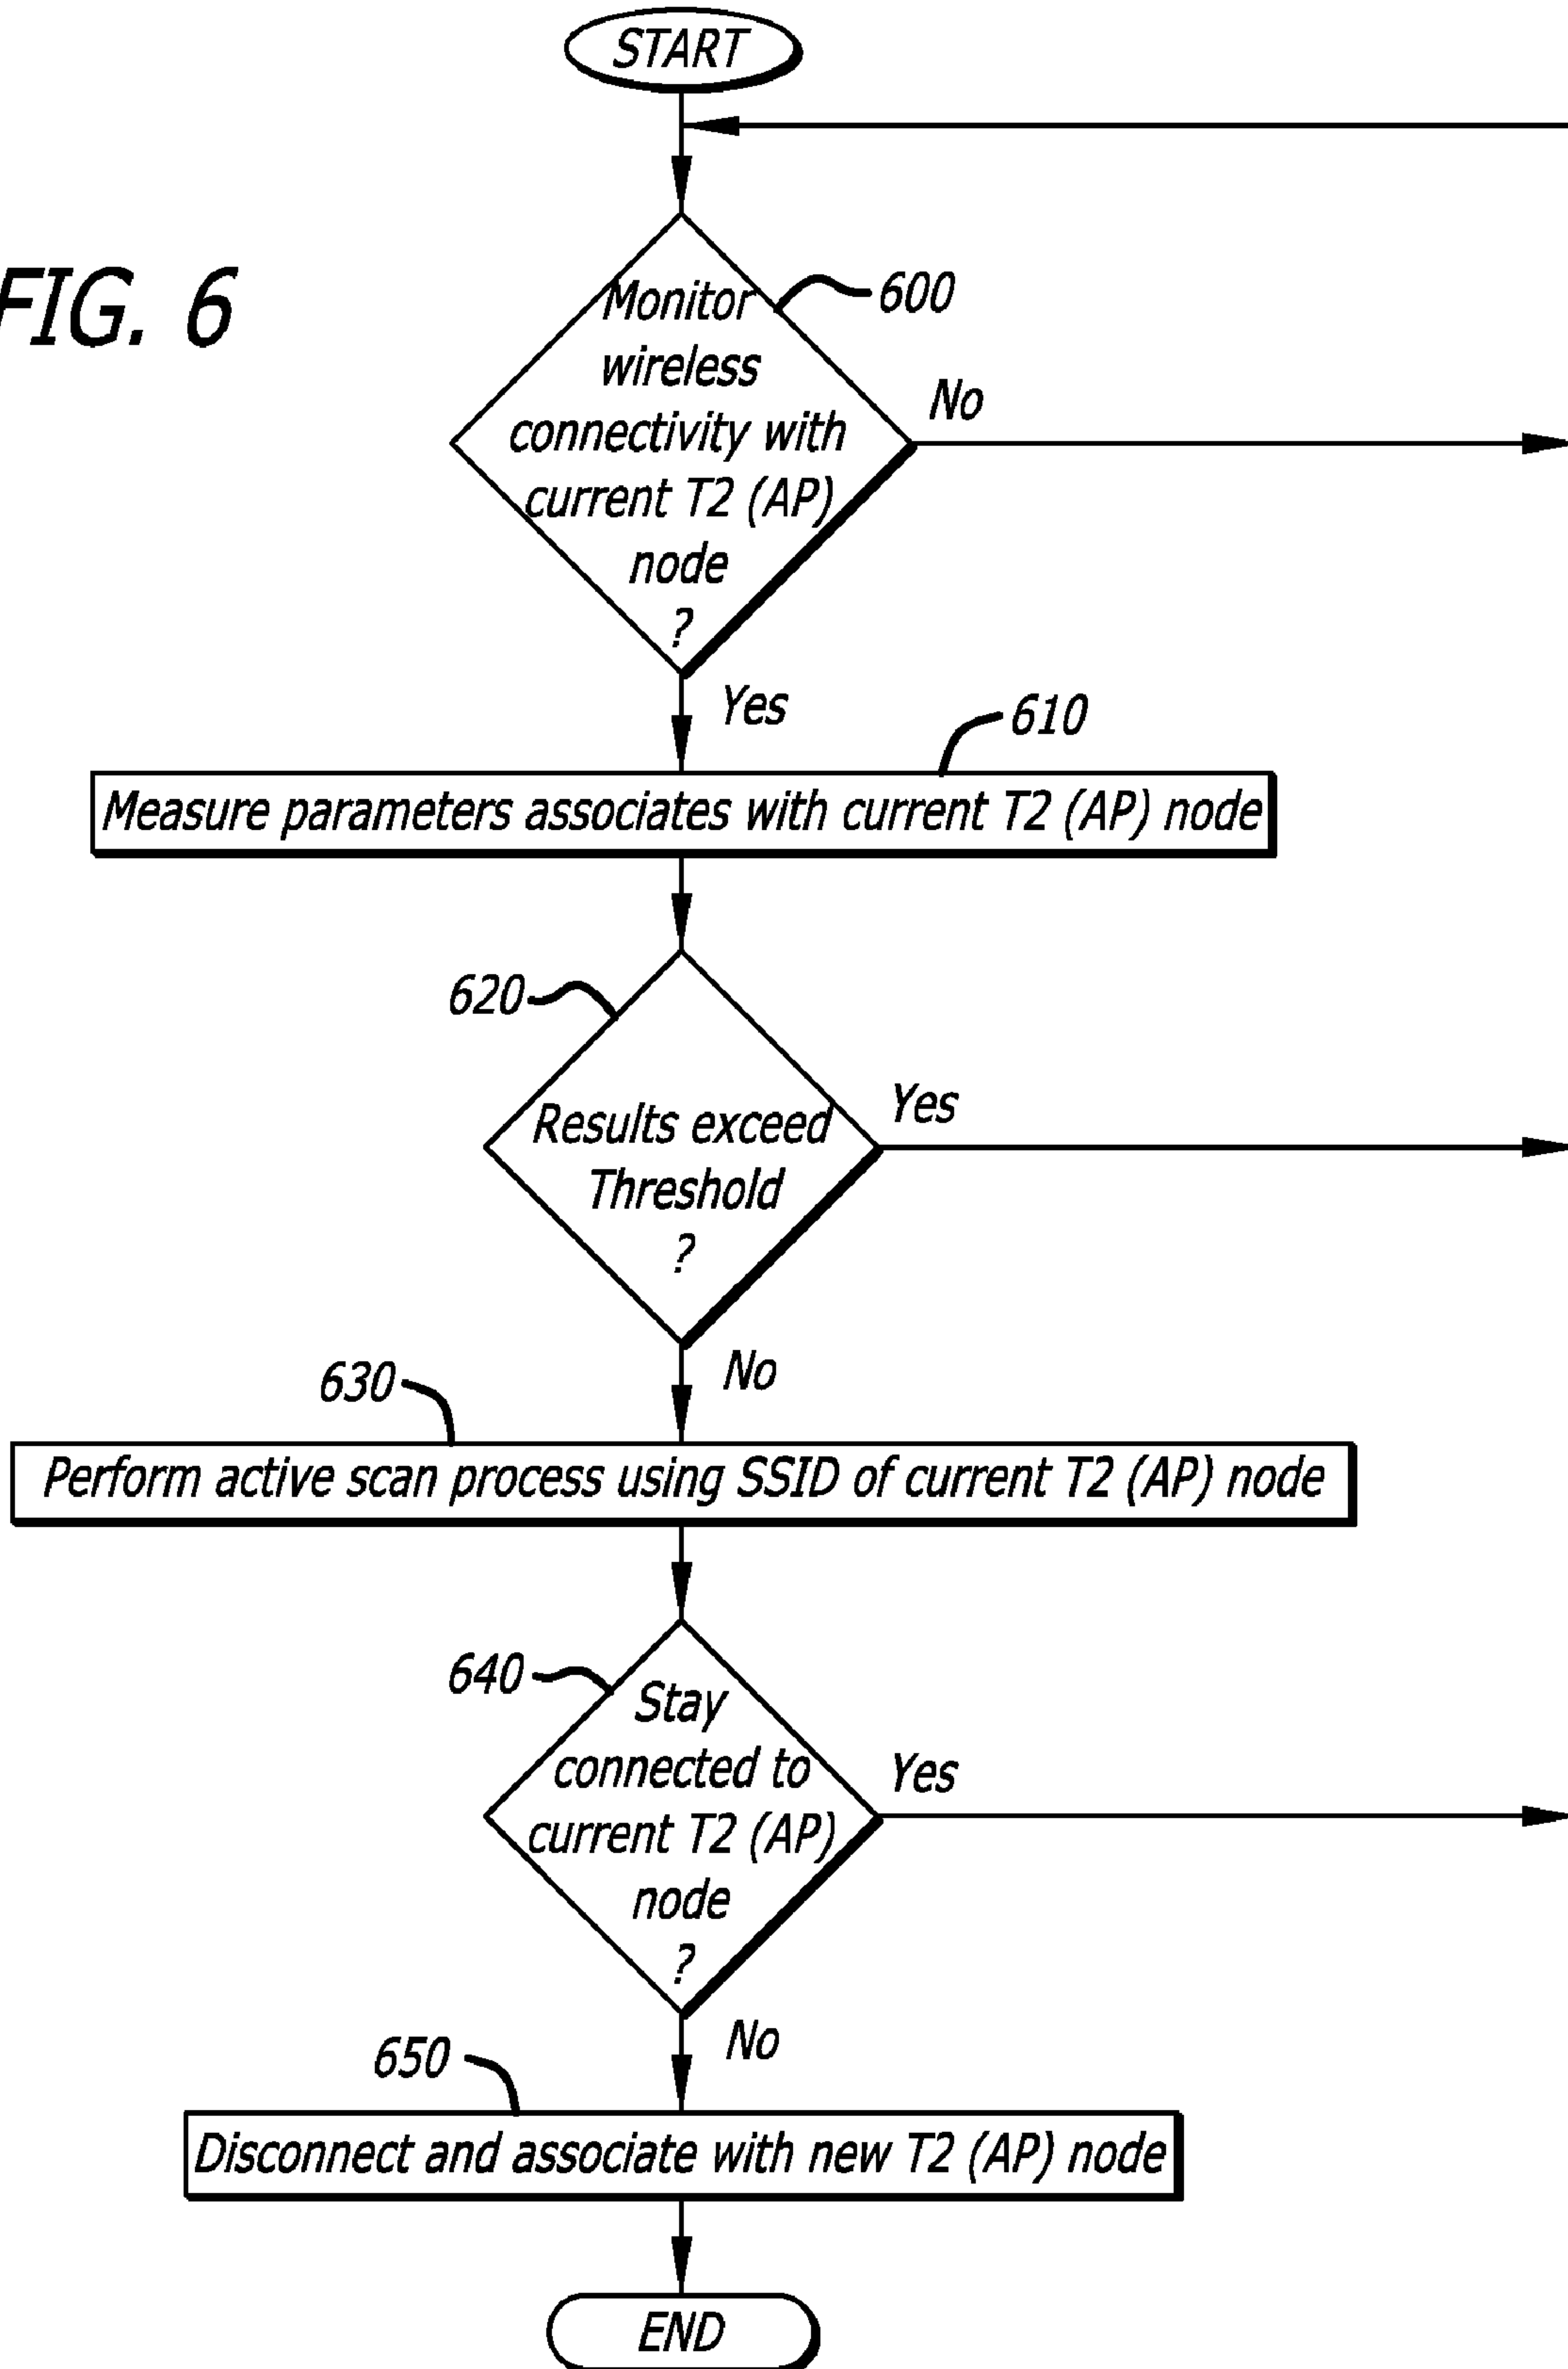 START
FIG. 6
600
Monitor
wireless
connectivity with
current T2 (AP)
node
?
No
Yes
610
Measure parameters associates with current T2 (AP) node
620
Results exceed
Threshold
?
Yes
No
630
Perform active scan process using SSID of current T2 (AP) node
640
Stay
connected to
current T2 (AP)
node
?
Yes
No
650
Disconnect and associate with new T2 (AP) node
END